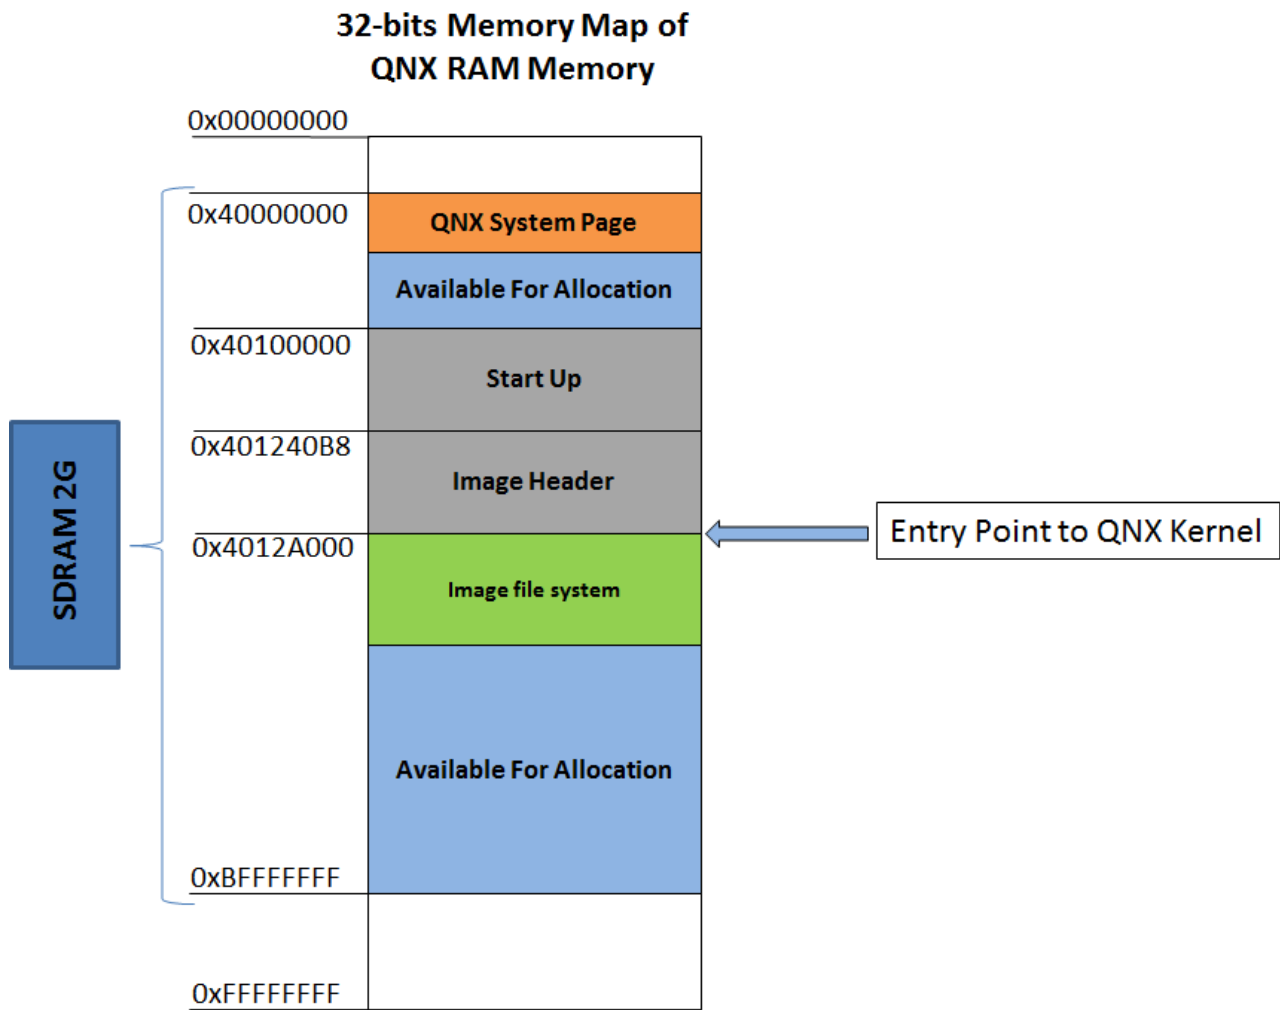 32-bits Memory Map of
QNX RAM Memory
0x00000000
0x40000000
QNX System Page
Available For Allocation
0x40100000
Start Up
0x401240B8
Image Header
Entry Point to QNX Kernel
0x4012A000
Image file system
SDRAM 2G
Available For Allocation
0xBFFFFFFF
0xFFFFFFFF